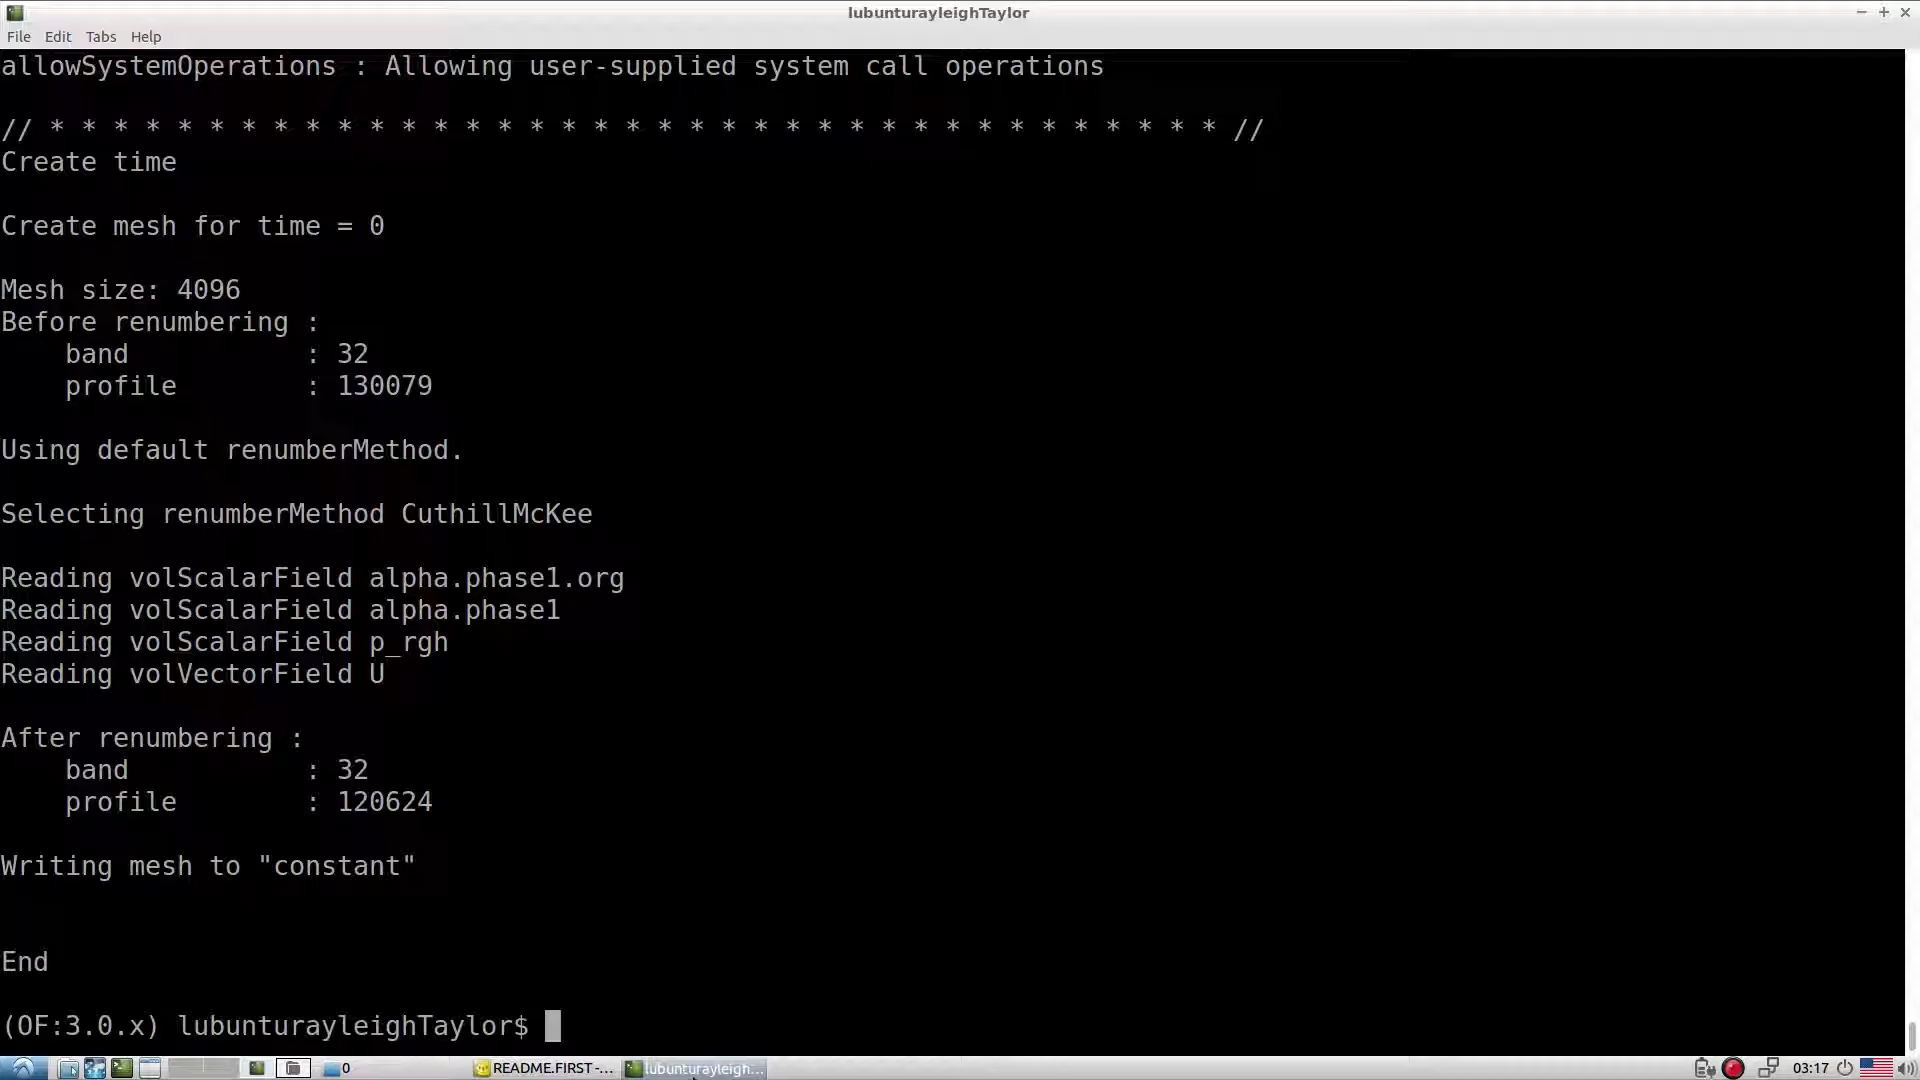 lubunturayleighTaylor
File Edit Tabs Help
allowSystemOperations : Allowing user-supplied system call operations
// * * * * * * * * * * * * * * * * * * * * * * * * * * * * * * * * * * * * * //
Create time
Create mesh for time = 0
Mesh size: 4096
Before renumbering :
band : 32
profile : 130079
Using default renumberMethod.
Selecting renumberMethod CuthillMcKee
Reading volScalarField alpha.phase1.org
Reading volScalarField alpha.phase1
Reading volScalarField p_rgh
Reading volVectorField U
After renumbering :
band : 32
profile : 120624
Writing mesh to "constant"
End
(OF:3.0.x) lubunturayleighTaylor$
0 README.FIRST -... lubunturayleigh... 03:17